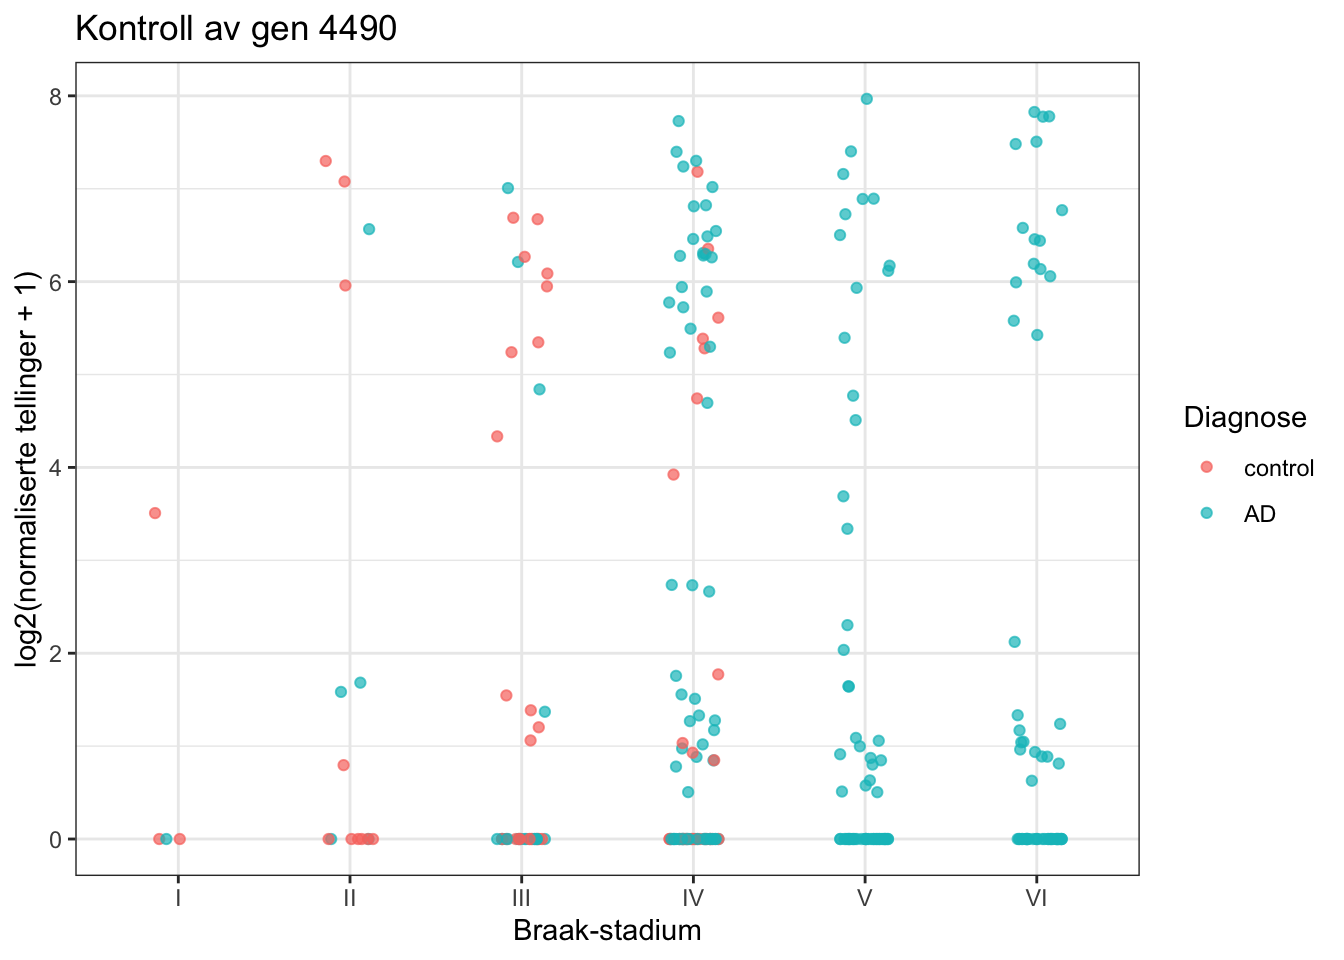 Kontroll av gen 4490
log2(normaliserte tellinger + 1)
8
6
4
2
0
I II III IV V VI
Braak-stadium
Diagnose
control
AD